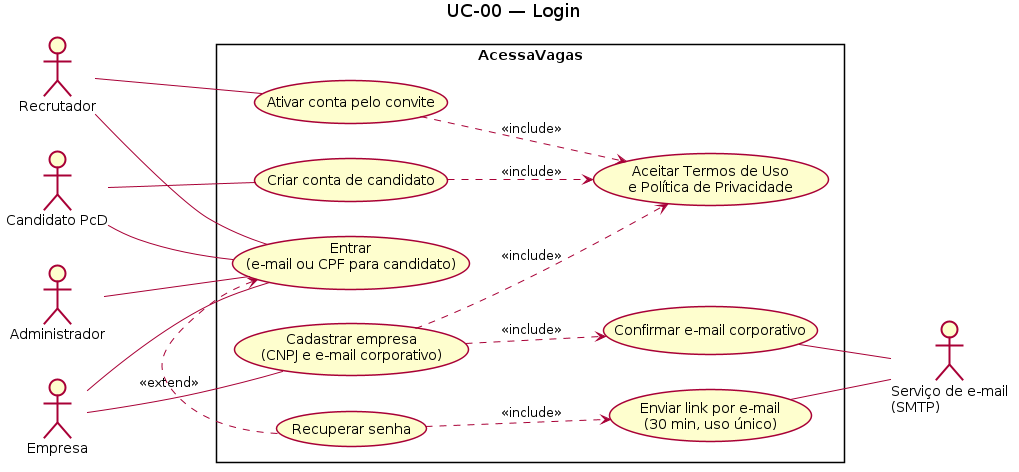 UC-00 — Login
AcessaVagas
Recrutador
Ativar conta pelo convite
«include»
Aceitar Termos de Uso
e Política de Privacidade
Candidato PcD
Criar conta de candidato
«include»
Entrar
(e-mail ou CPF para candidato)
«include»
Administrador
Cadastrar empresa
(CNPJ e e-mail corporativo)
«include»
Confirmar e-mail corporativo
Serviço de e-mail
(SMTP)
«extend»
Empresa
Recuperar senha
«include»
Enviar link por e-mail
(30 min, uso único)